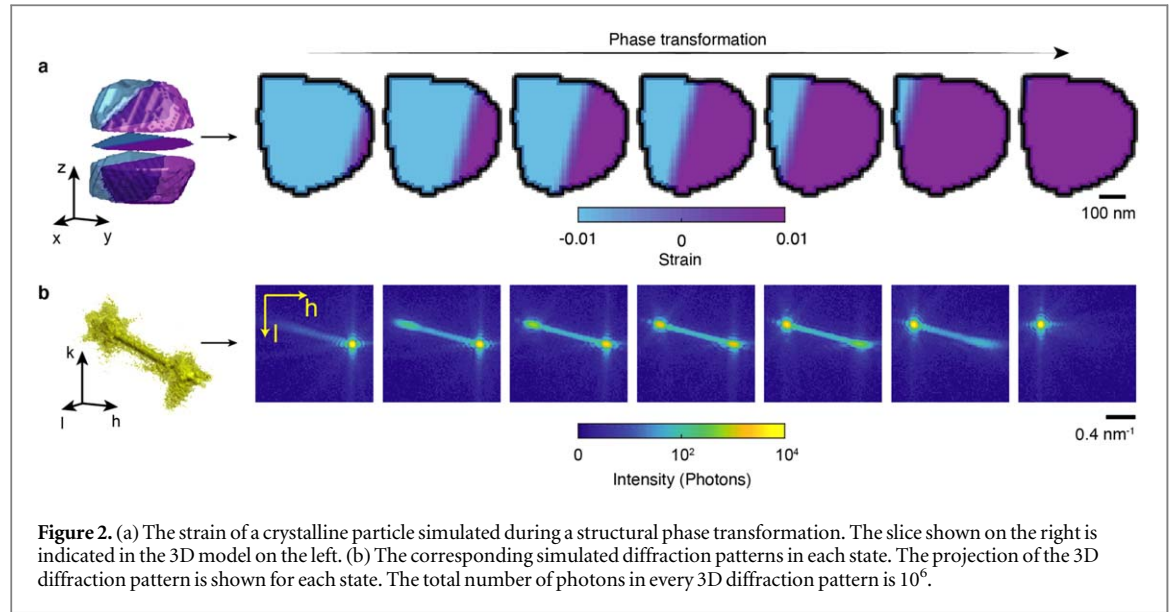 Phase transformation
a
z
x
y
100 nm
-0.01
0
0.01
Strain
b
h
l
k
l
h
0.4 nm⁻¹
0
10²
10⁴
Intensity (Photons)
Figure 2. (a) The strain of a crystalline particle simulated during a structural phase transformation. The slice shown on the right is
indicated in the 3D model on the left. (b) The corresponding simulated diffraction patterns in each state. The projection of the 3D
diffraction pattern is shown for each state. The total number of photons in every 3D diffraction pattern is 10⁶.